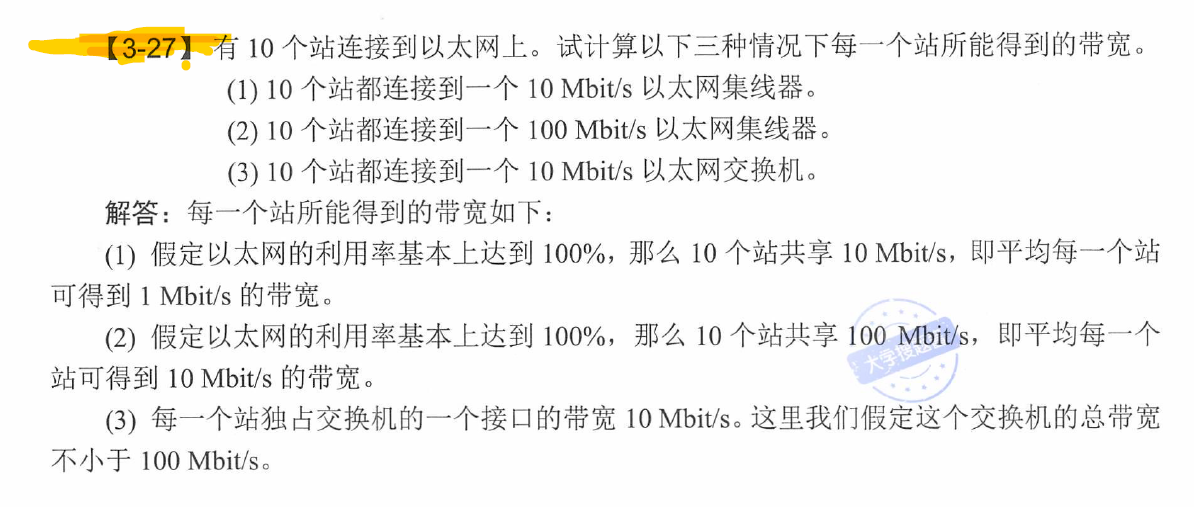 【3-27】 有 10 个站连接到以太网上。试计算以下三种情况下每一个站所能得到的带宽。
(1) 10 个站都连接到一个 10 Mbit/s 以太网集线器。
(2) 10 个站都连接到一个 100 Mbit/s 以太网集线器。
(3) 10 个站都连接到一个 10 Mbit/s 以太网交换机。
解答：每一个站所能得到的带宽如下：
(1) 假定以太网的利用率基本上达到 100%，那么 10 个站共享 10 Mbit/s，即平均每一个站
可得到 1 Mbit/s 的带宽。
(2) 假定以太网的利用率基本上达到 100%，那么 10 个站共享 100 Mbit/s，即平均每一个
站可得到 10 Mbit/s 的带宽。
大学搜题
(3) 每一个站独占交换机的一个接口的带宽 10 Mbit/s。这里我们假定这个交换机的总带宽
不小于 100 Mbit/s。